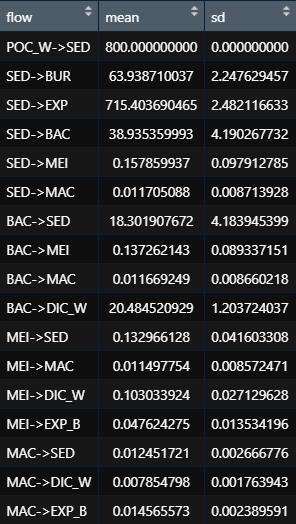 flow mean sd
POC_W->SED 800.000000000 0.000000000
SED->BUR 63.938710037 2.247629457
SED->EXP 715.403690465 2.482116633
SED->BAC 38.935359993 4.190267732
SED->MEI 0.157859937 0.097912785
SED->MAC 0.011705088 0.008713928
BAC->SED 18.301907672 4.183945399
BAC->MEI 0.137262143 0.089337151
BAC->MAC 0.011669249 0.008660218
BAC->DIC_W 20.484520929 1.203724037
MEI->SED 0.132966128 0.041603308
MEI->MAC 0.011497754 0.008572471
MEI->DIC_W 0.103033924 0.027129628
MEI->EXP_B 0.047624275 0.013534196
MAC->SED 0.012451721 0.002666776
MAC->DIC_W 0.007854798 0.001763943
MAC->EXP_B 0.014565573 0.002389591